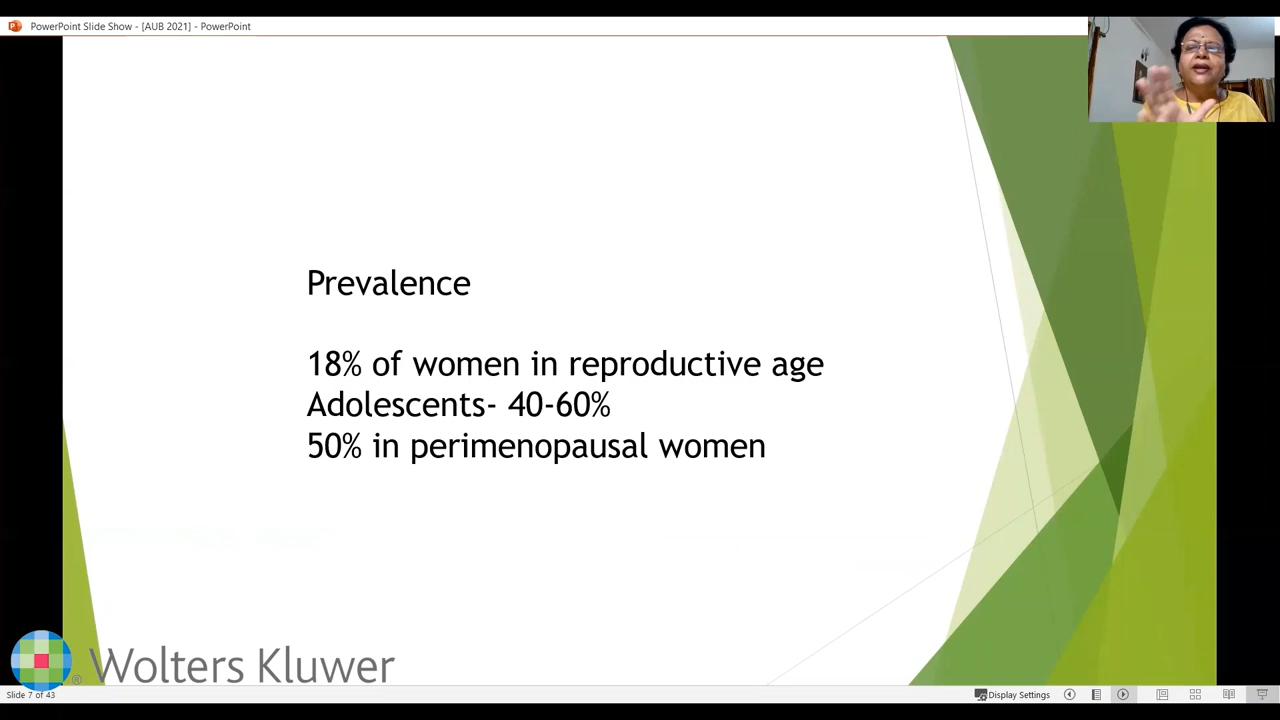 PowerPoint Slide Show - [AUB 2021] - PowerPoint
Prevalence
18% of women in reproductive age
Adolescents- 40-60%
50% in perimenopausal women
® Wolters Kluwer
Slide 7 of 43
Display Settings